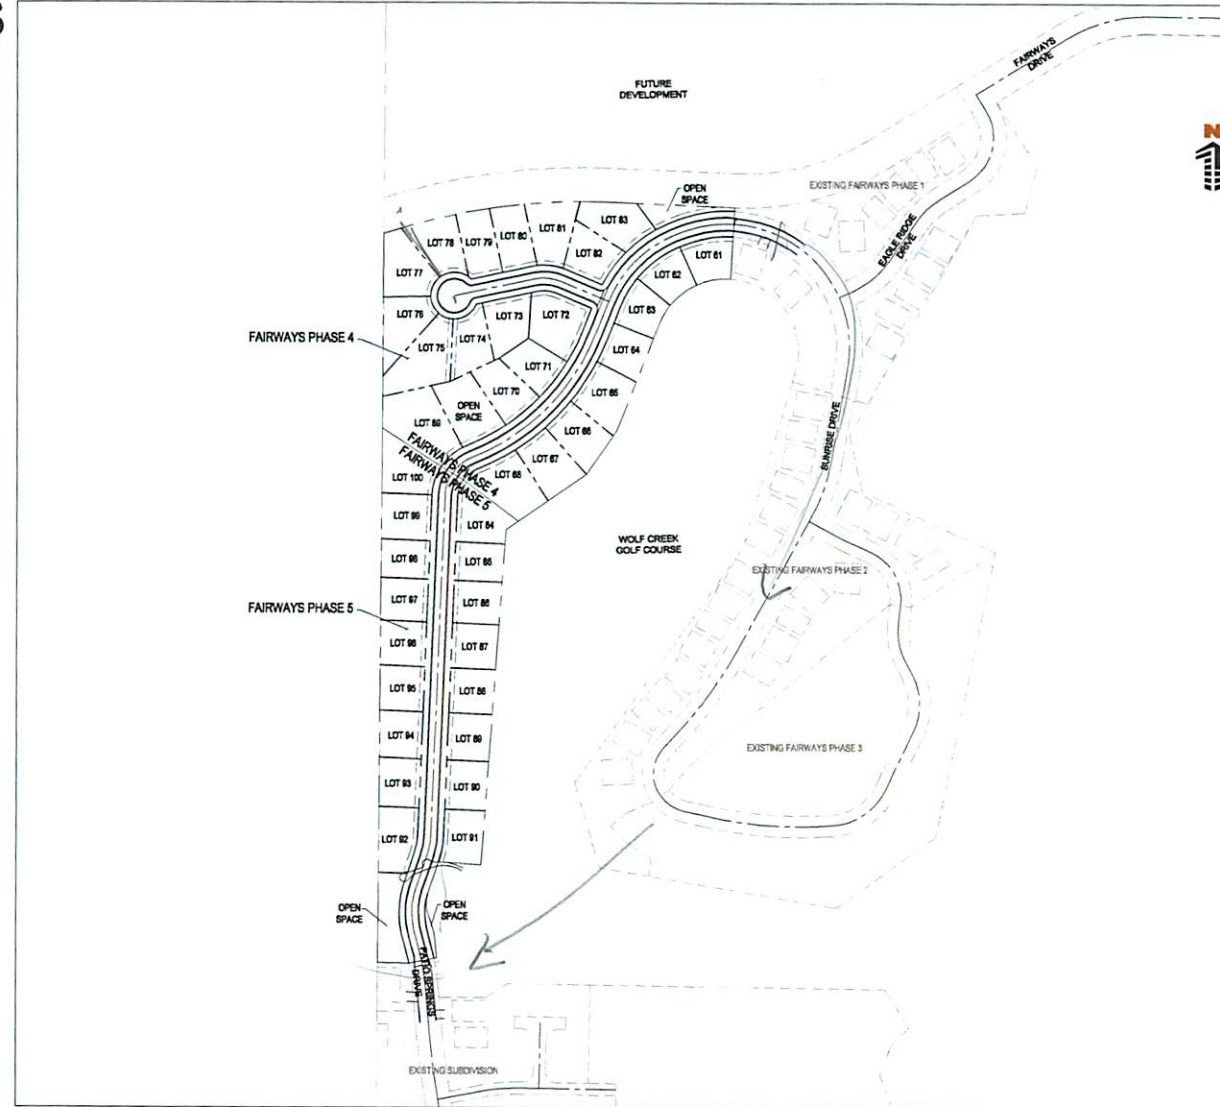 S
FAIRWAYS
DRIVE
FUTURE
DEVELOPMENT
N
EXISTING FAIRWAYS PHASE 1
OPEN
SPACE
EAGLE RIDGE
DRIVE
LOT 83
LOT 81
LOT 80
LOT 79
LOT 78
LOT 82
LOT 61
LOT 62
LOT 77
LOT 76
LOT 73
LOT 72
LOT 63
FAIRWAYS PHASE 4
LOT 74
LOT 75
LOT 64
LOT 71
LOT 70
LOT 65
OPEN
SPACE
LOT 69
LOT 66
SUNRISE DRIVE
FAIRWAYS PHASE 4
FAIRWAYS PHASE 5
LOT 67
LOT 68
LOT 100
LOT 99
LOT 84
WOLF CREEK
GOLF COURSE
LOT 98
LOT 85
EXISTING FAIRWAYS PHASE 2
FAIRWAYS PHASE 5
LOT 97
LOT 86
LOT 96
LOT 87
LOT 95
LOT 88
LOT 94
LOT 89
EXISTING FAIRWAYS PHASE 3
LOT 93
LOT 90
LOT 92
LOT 91
OPEN
SPACE
OPEN
SPACE
PATIO SPRINGS
DRIVE
EXISTING SUBDIVISION